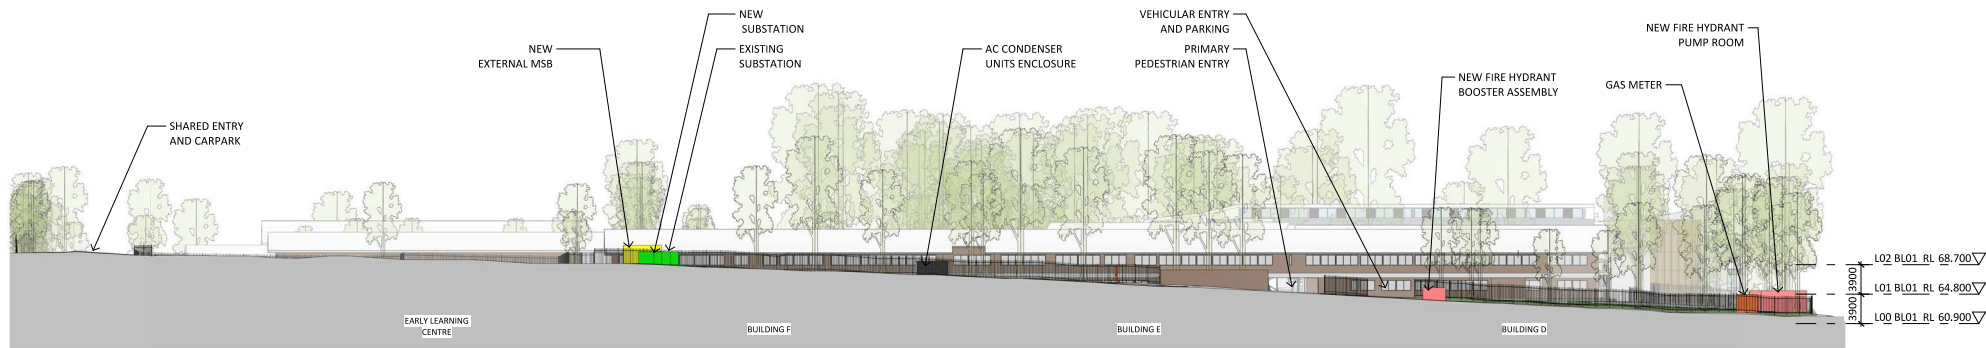 NEW
SUBSTATION
VEHICULAR ENTRY
AND PARKING
NEW FIRE HYDRANT
PUMP ROOM
NEW
EXTERNAL MSB
EXISTING
SUBSTATION
AC CONDENSER
UNITS ENCLOSURE
PRIMARY
PEDESTRIAN ENTRY
NEW FIRE HYDRANT
BOOSTER ASSEMBLY
GAS METER
SHARED ENTRY
AND CARPARK
L02 BL01 RL 68.700
3900
L01 BL01 RL 64.800
3900
L00 BL01 RL 60.900
EARLY LEARNING
CENTRE
BUILDING F
BUILDING E
BUILDING D